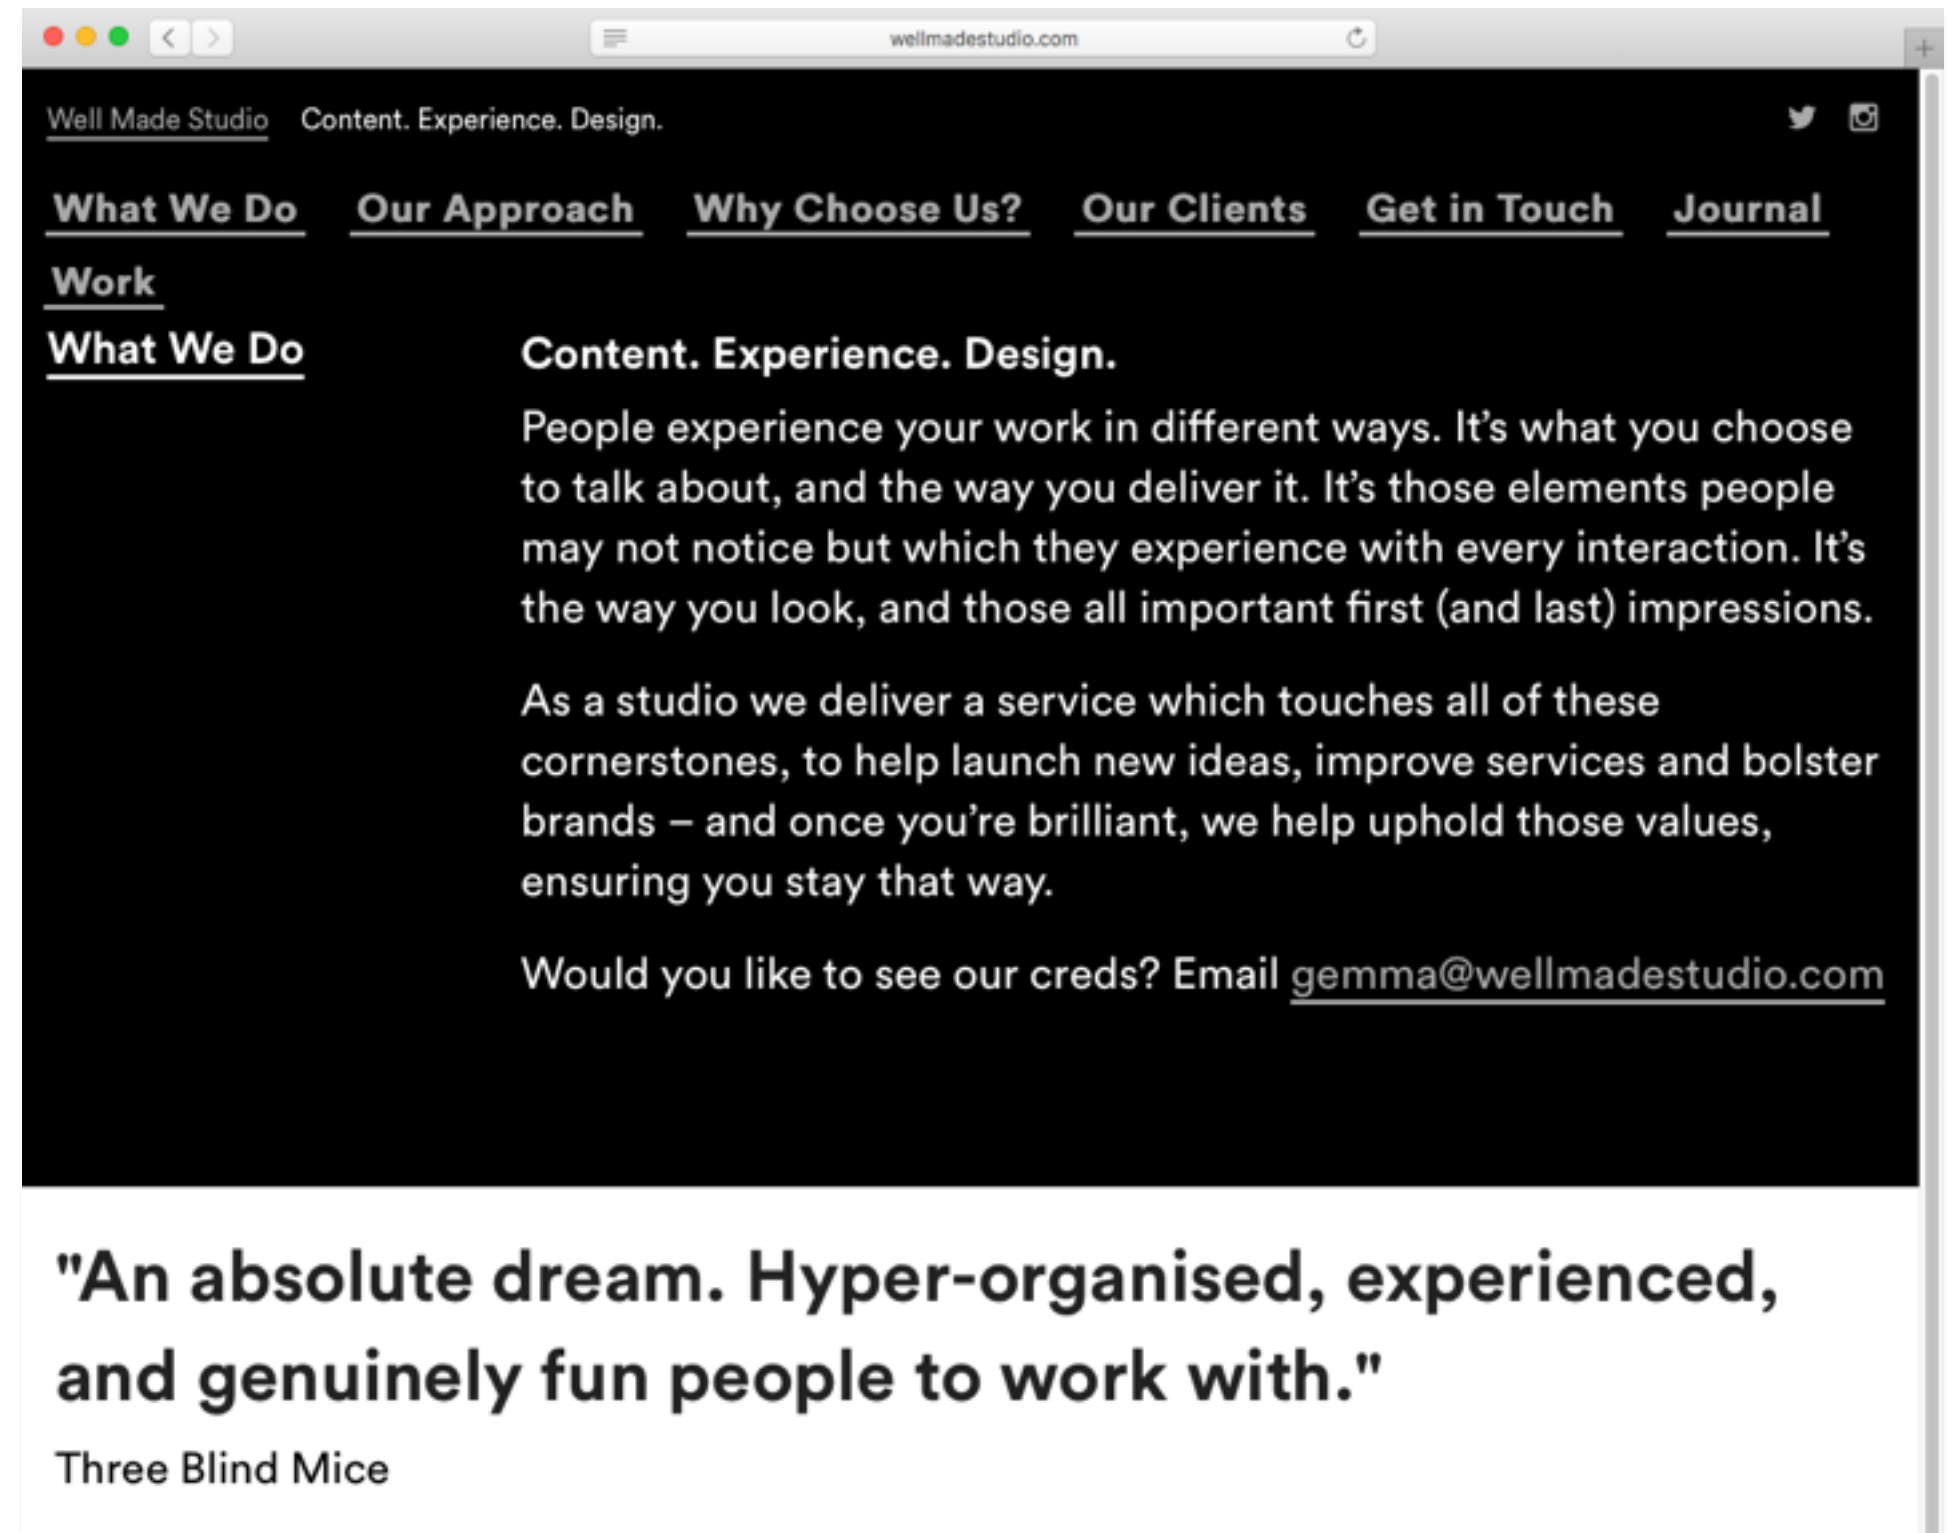 wellmadestudio.com
Well Made Studio Content. Experience. Design.
What We Do Our Approach Why Choose Us? Our Clients Get in Touch Journal
Work
What We Do
Content. Experience. Design.
People experience your work in different ways. It’s what you choose
to talk about, and the way you deliver it. It’s those elements people
may not notice but which they experience with every interaction. It’s
the way you look, and those all important first (and last) impressions.
As a studio we deliver a service which touches all of these
cornerstones, to help launch new ideas, improve services and bolster
brands – and once you’re brilliant, we help uphold those values,
ensuring you stay that way.
Would you like to see our creds? Email gemma@wellmadestudio.com
"An absolute dream. Hyper-organised, experienced,
and genuinely fun people to work with."
Three Blind Mice